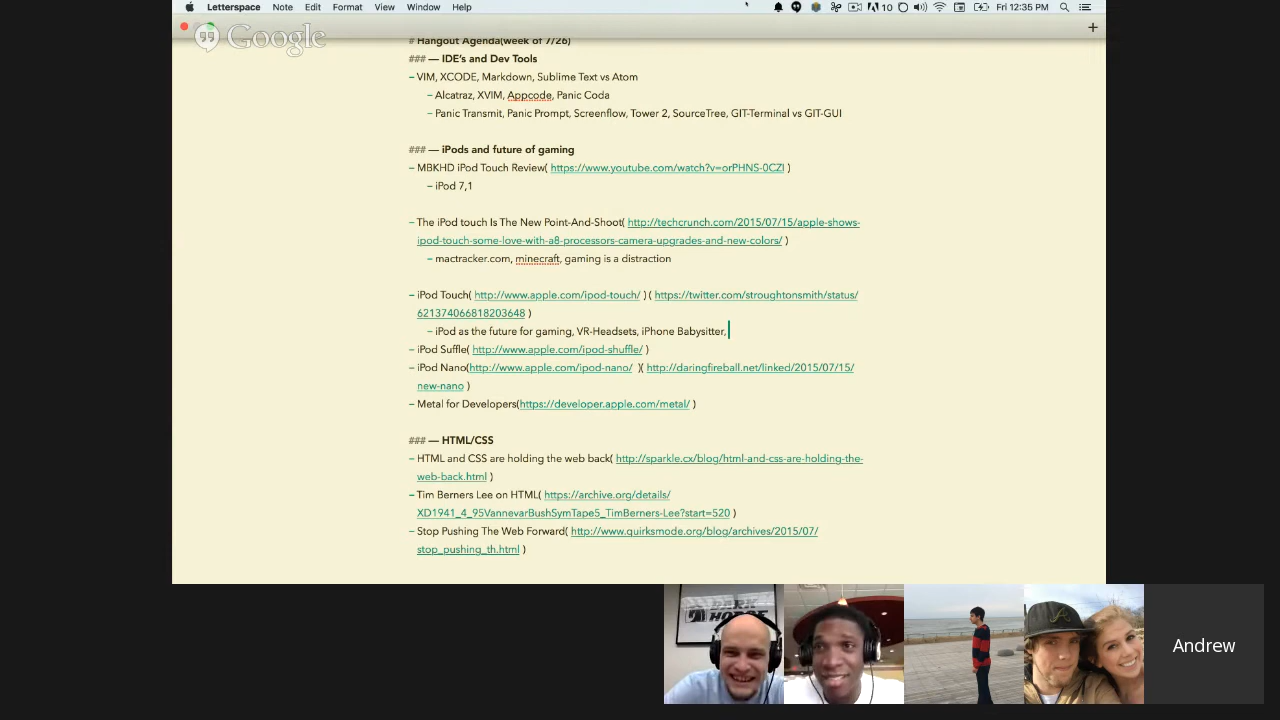 Letterspace Note Edit Format View Window Help 10 Fri 12:35 PM
Google
# Hangout Agenda(week of 7/26)
### — IDE's and Dev Tools
– VIM, XCODE, Markdown, Sublime Text vs Atom
– Alcatraz, XVIM, Appcode, Panic Coda
– Panic Transmit, Panic Prompt, Screenflow, Tower 2, SourceTree, GIT-Terminal vs GIT-GUI
### — iPods and future of gaming
– MBKHD iPod Touch Review( https://www.youtube.com/watch?v=orPHNS-0CZI )
– iPod 7,1
– The iPod touch Is The New Point-And-Shoot( http://techcrunch.com/2015/07/15/apple-shows-
ipod-touch-some-love-with-a8-processors-camera-upgrades-and-new-colors/ )
– mactracker.com, minecraft, gaming is a distraction
– iPod Touch( http://www.apple.com/ipod-touch/ ) ( https://twitter.com/stroughtonsmith/status/
621374066818203648 )
– iPod as the future for gaming, VR-Headsets, iPhone Babysitter,
– iPod Suffle( http://www.apple.com/ipod-shuffle/ )
– iPod Nano(http://www.apple.com/ipod-nano/ )( http://daringfireball.net/linked/2015/07/15/
new-nano )
– Metal for Developers(https://developer.apple.com/metal/ )
### — HTML/CSS
– HTML and CSS are holding the web back( http://sparkle.cx/blog/html-and-css-are-holding-the-
web-back.html )
– Tim Berners Lee on HTML( https://archive.org/details/
XD1941_4_95VannevarBushSymTape5_TimBerners-Lee?start=520 )
– Stop Pushing The Web Forward( http://www.quirksmode.org/blog/archives/2015/07/
stop_pushing_th.html )
DARK
HORSE
Andrew